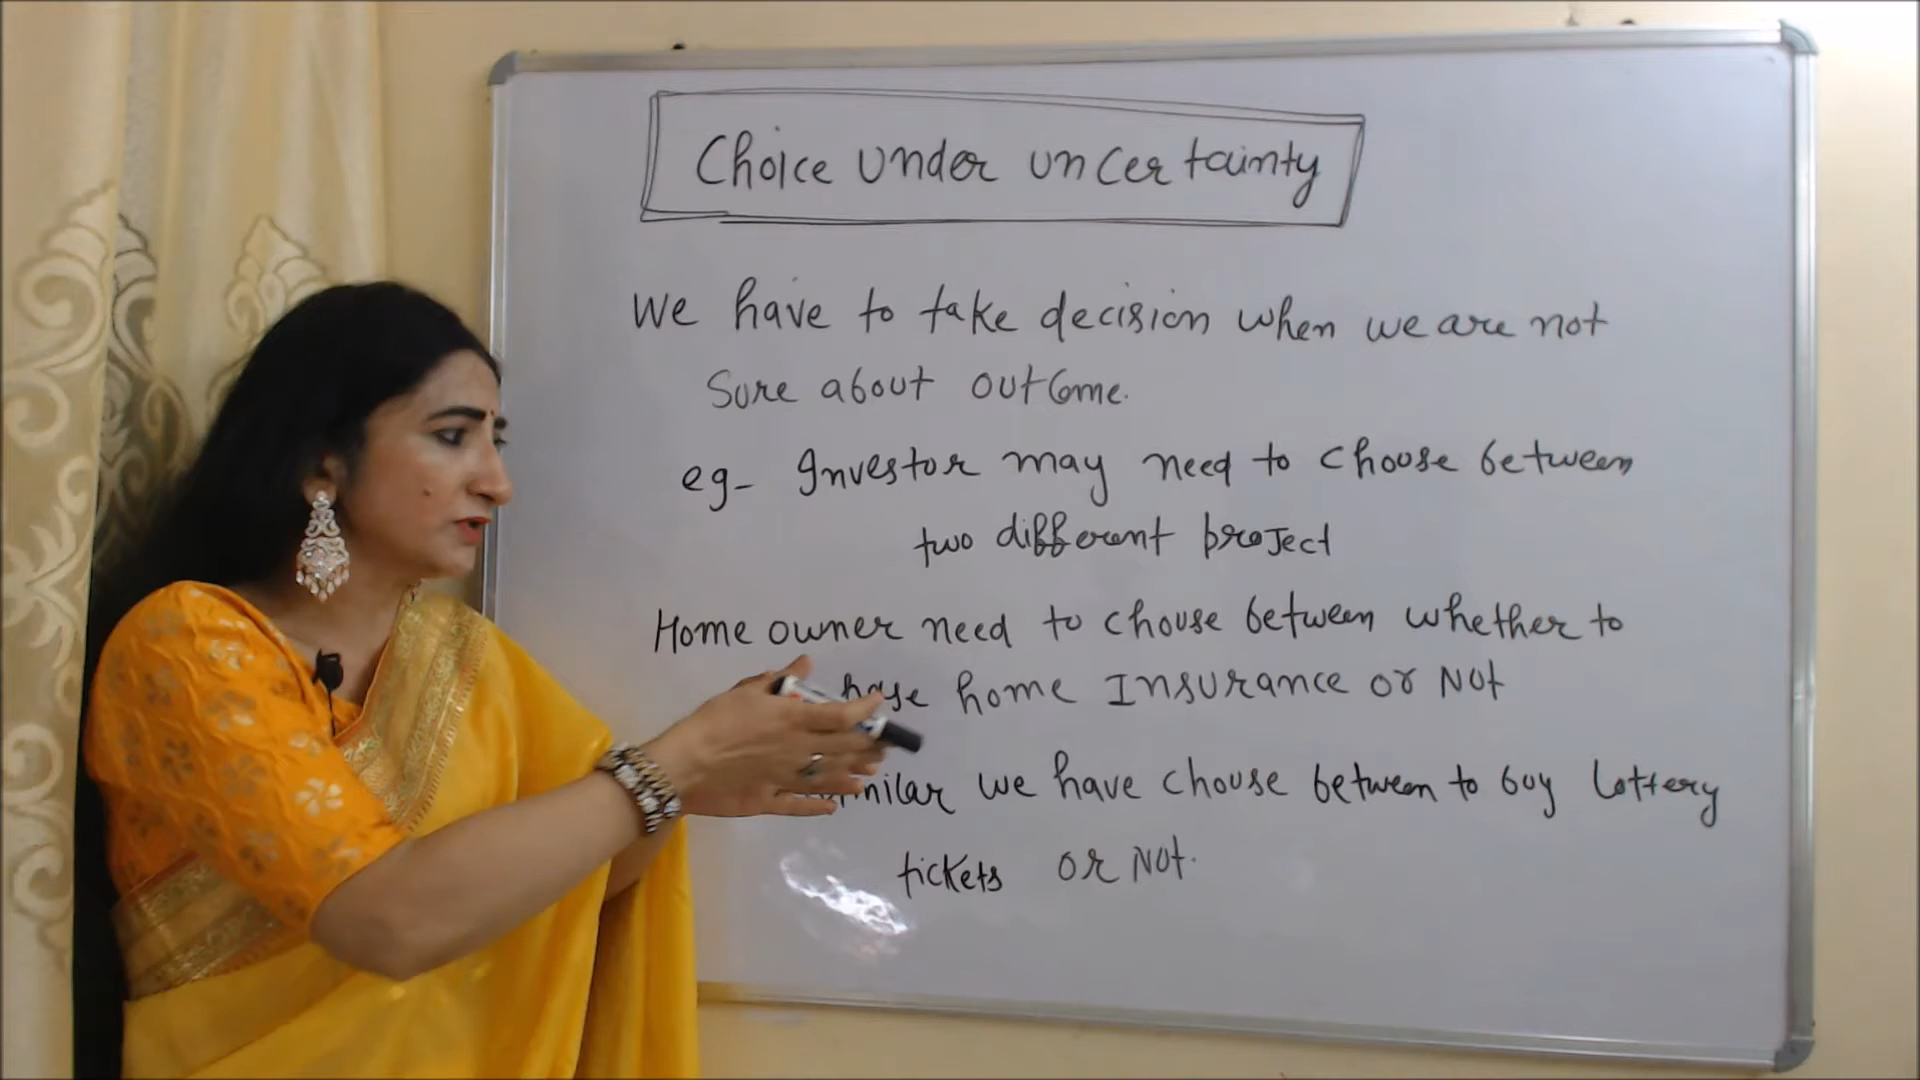 Choice under uncertainty
We have to take decision when we are not
Sure about outcome.
eg- Investor may need to choose between
two different project
Home owner need to chouse between whether to
home Insurance or Not
we have chouse between to buy lottery
tickets or Not.